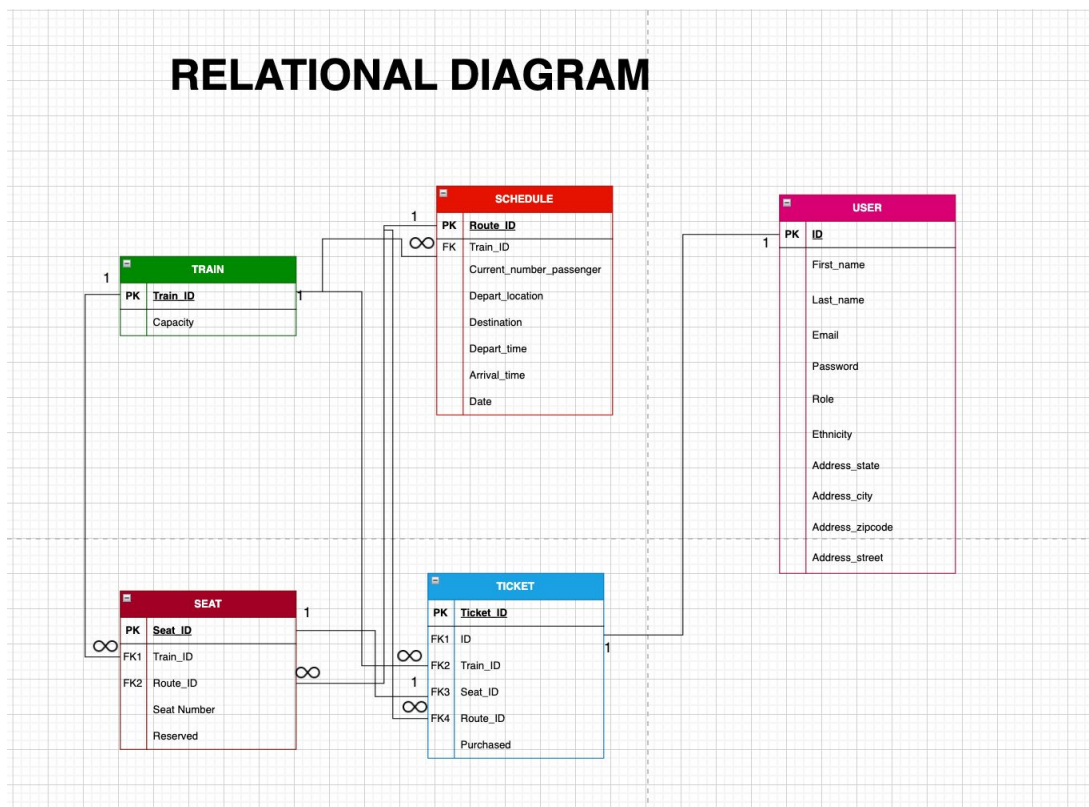 RELATIONAL DIAGRAM
TRAIN
1
PK Train_ID 1
Capacity
SCHEDULE
1
PK Route_ID
∞ FK Train_ID
Current_number_passenger
Depart_location
Destination
Depart_time
Arrival_time
Date
USER
1 PK ID
First_name
Last_name
Email
Password
Role
Ethnicity
Address_state
Address_city
Address_zipcode
Address_street
SEAT
PK Seat_ID 1
∞ FK1 Train_ID
FK2 Route_ID ∞
Seat Number
Reserved
TICKET
PK Ticket_ID
FK1 ID 1
∞ FK2 Train_ID
1 FK3 Seat_ID
∞ FK4 Route_ID
Purchased